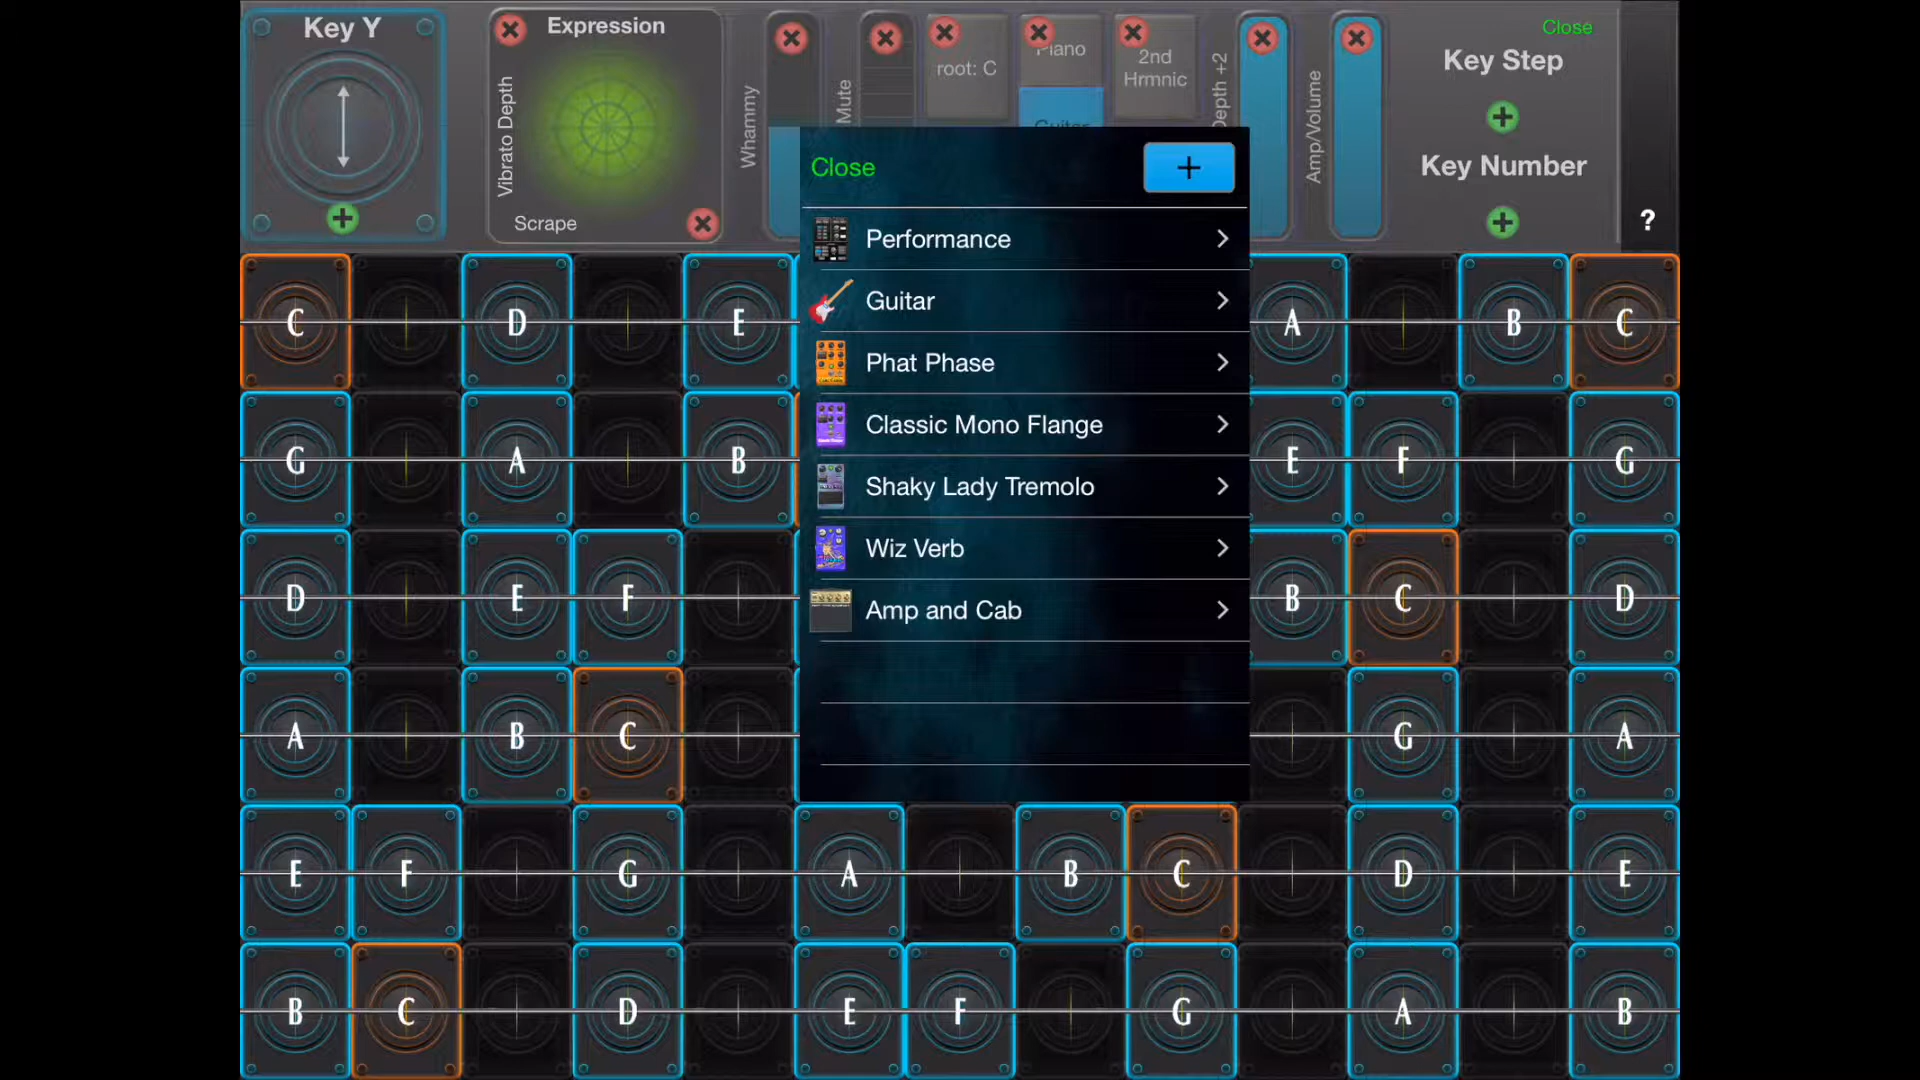 Key Y
Expression
Vibrato Depth
Scrape
Whammy
Mute
root: C
Piano
Guitar
2nd
Hrmnic
Depth +2
Amp/Volume
Close
Key Step
Key Number
?
Close
+
Performance
Guitar
Phat Phase
Classic Mono Flange
Shaky Lady Tremolo
Wiz Verb
Amp and Cab
C D E A B C
G A B E F G
D E F B C D
A B C G A
E F G A B C D E
B C D E F G A B